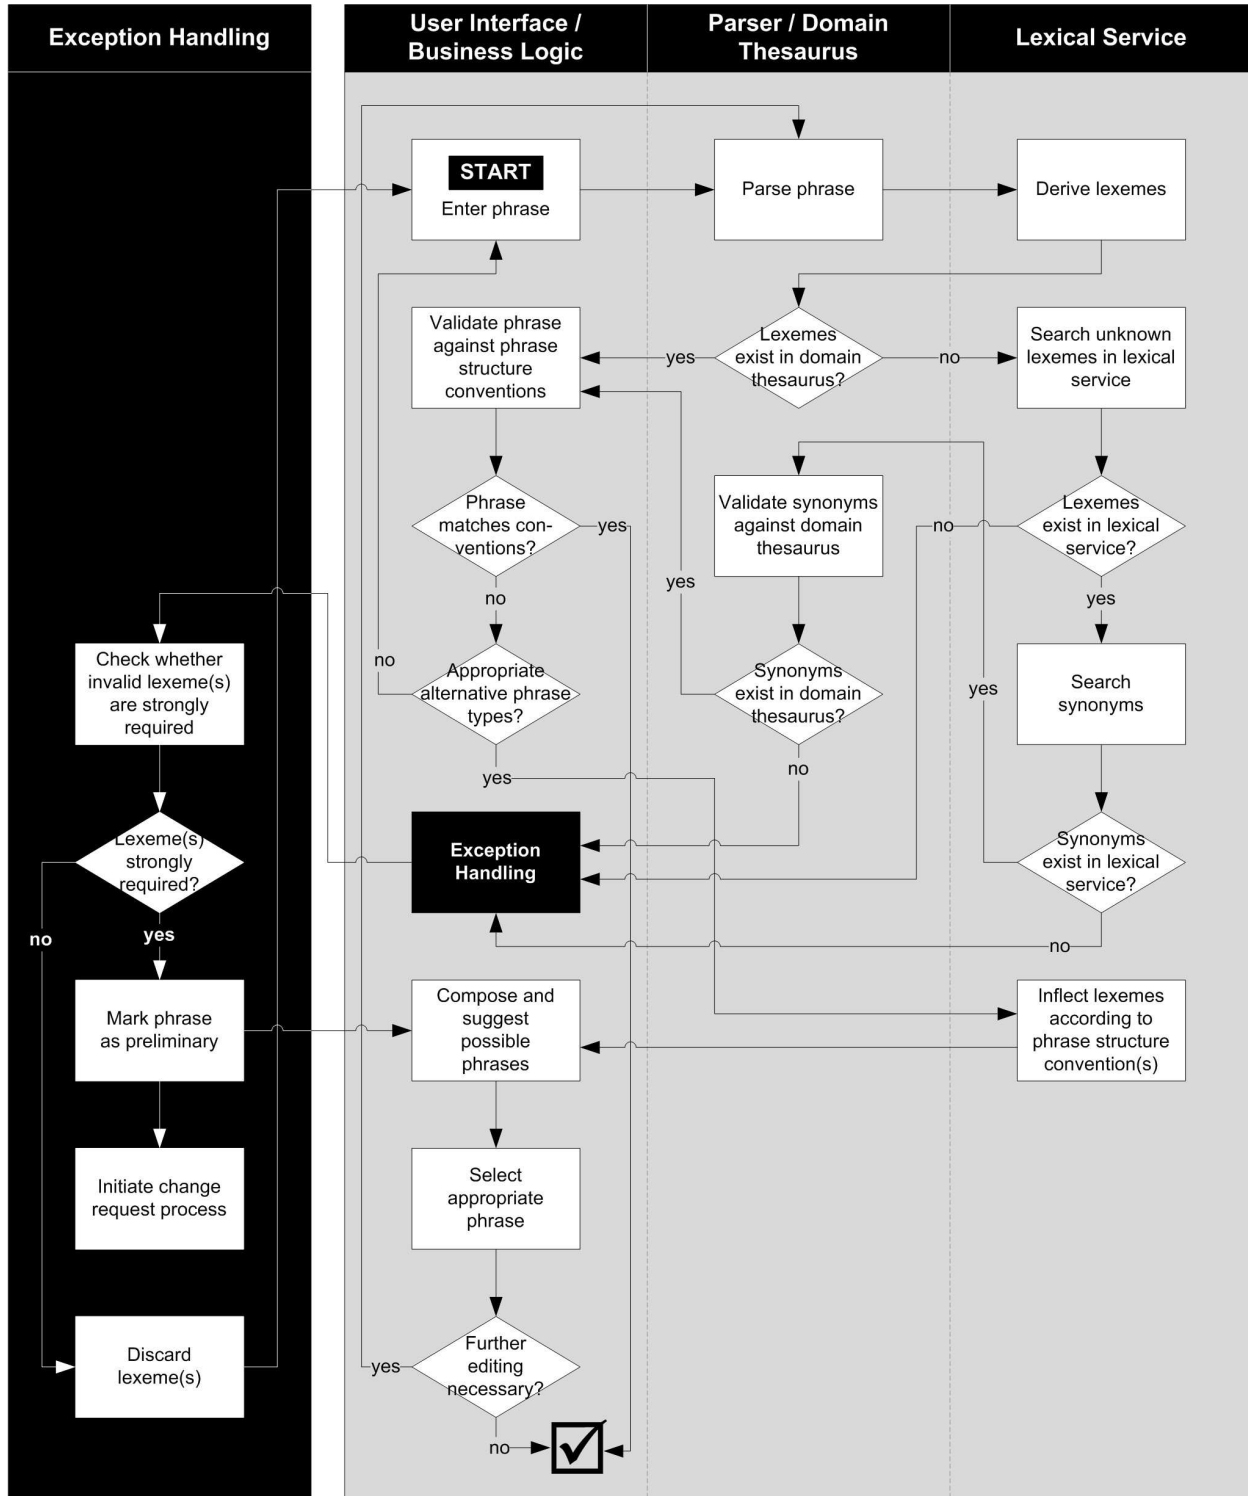 Exception Handling
User Interface /
Business Logic
Parser / Domain
Thesaurus
Lexical Service
START
Enter phrase
Parse phrase
Derive lexemes
Validate phrase
against phrase
structure
conventions
yes
Lexemes
exist in domain
thesaurus?
no
Search unknown
lexemes in lexical
service
Phrase
matches con-
ventions?
yes
no
Validate synonyms
against domain
thesaurus
yes
no
Lexemes
exist in lexical
service?
yes
Check whether
invalid lexeme(s)
are strongly
required
no
Appropriate
alternative phrase
types?
yes
Synonyms
exist in domain
thesaurus?
no
yes
Search
synonyms
Lexeme(s)
strongly
required?
no
yes
Exception
Handling
Synonyms
exist in lexical
service?
no
Mark phrase
as preliminary
Compose and
suggest
possible
phrases
Inflect lexemes
according to
phrase structure
convention(s)
Initiate change
request process
Select
appropriate
phrase
Discard
lexeme(s)
yes
Further
editing
necessary?
no